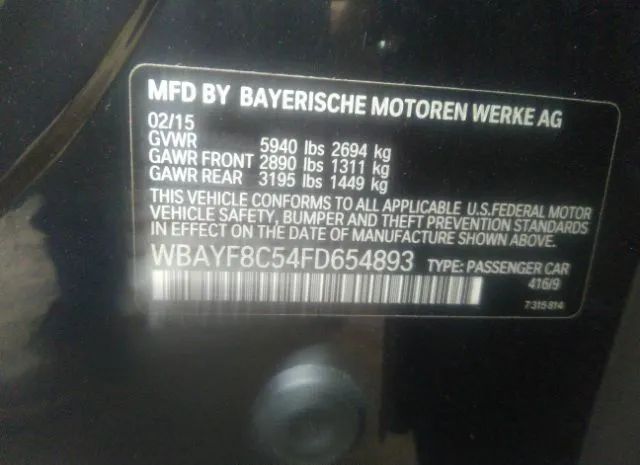 MFD BY BAYERISCHE MOTOREN WERKE AG
02/15
GVWR 5940 lbs 2694 kg
GAWR FRONT 2890 lbs 1311 kg
GAWR REAR 3195 lbs 1449 kg
THIS VEHICLE CONFORMS TO ALL APPLICABLE U.S.FEDERAL MOTOR
VEHICLE SAFETY, BUMPER AND THEFT PREVENTION STANDARDS
IN EFFECT ON THE DATE OF MANUFACTURE SHOWN ABOVE.
WBAYF8C54FD654893 TYPE: PASSENGER CAR
416/9
7 315 814